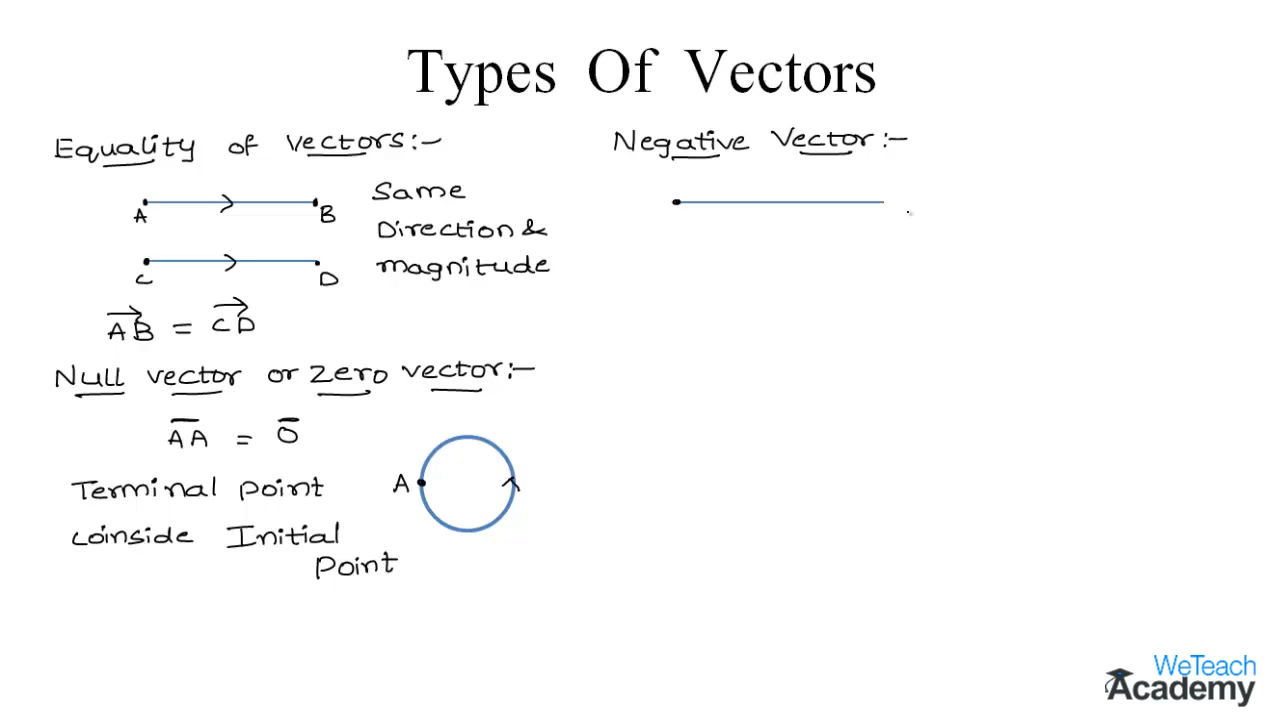 Types Of Vectors
Equality of vectors:-
A B
Same
Direction &
magnitude
C D
AB = CD
Null vector or zero vector:-
AA = O
A
Terminal point
coinside Initial
point
Negative Vector:-
WeTeach
Academy